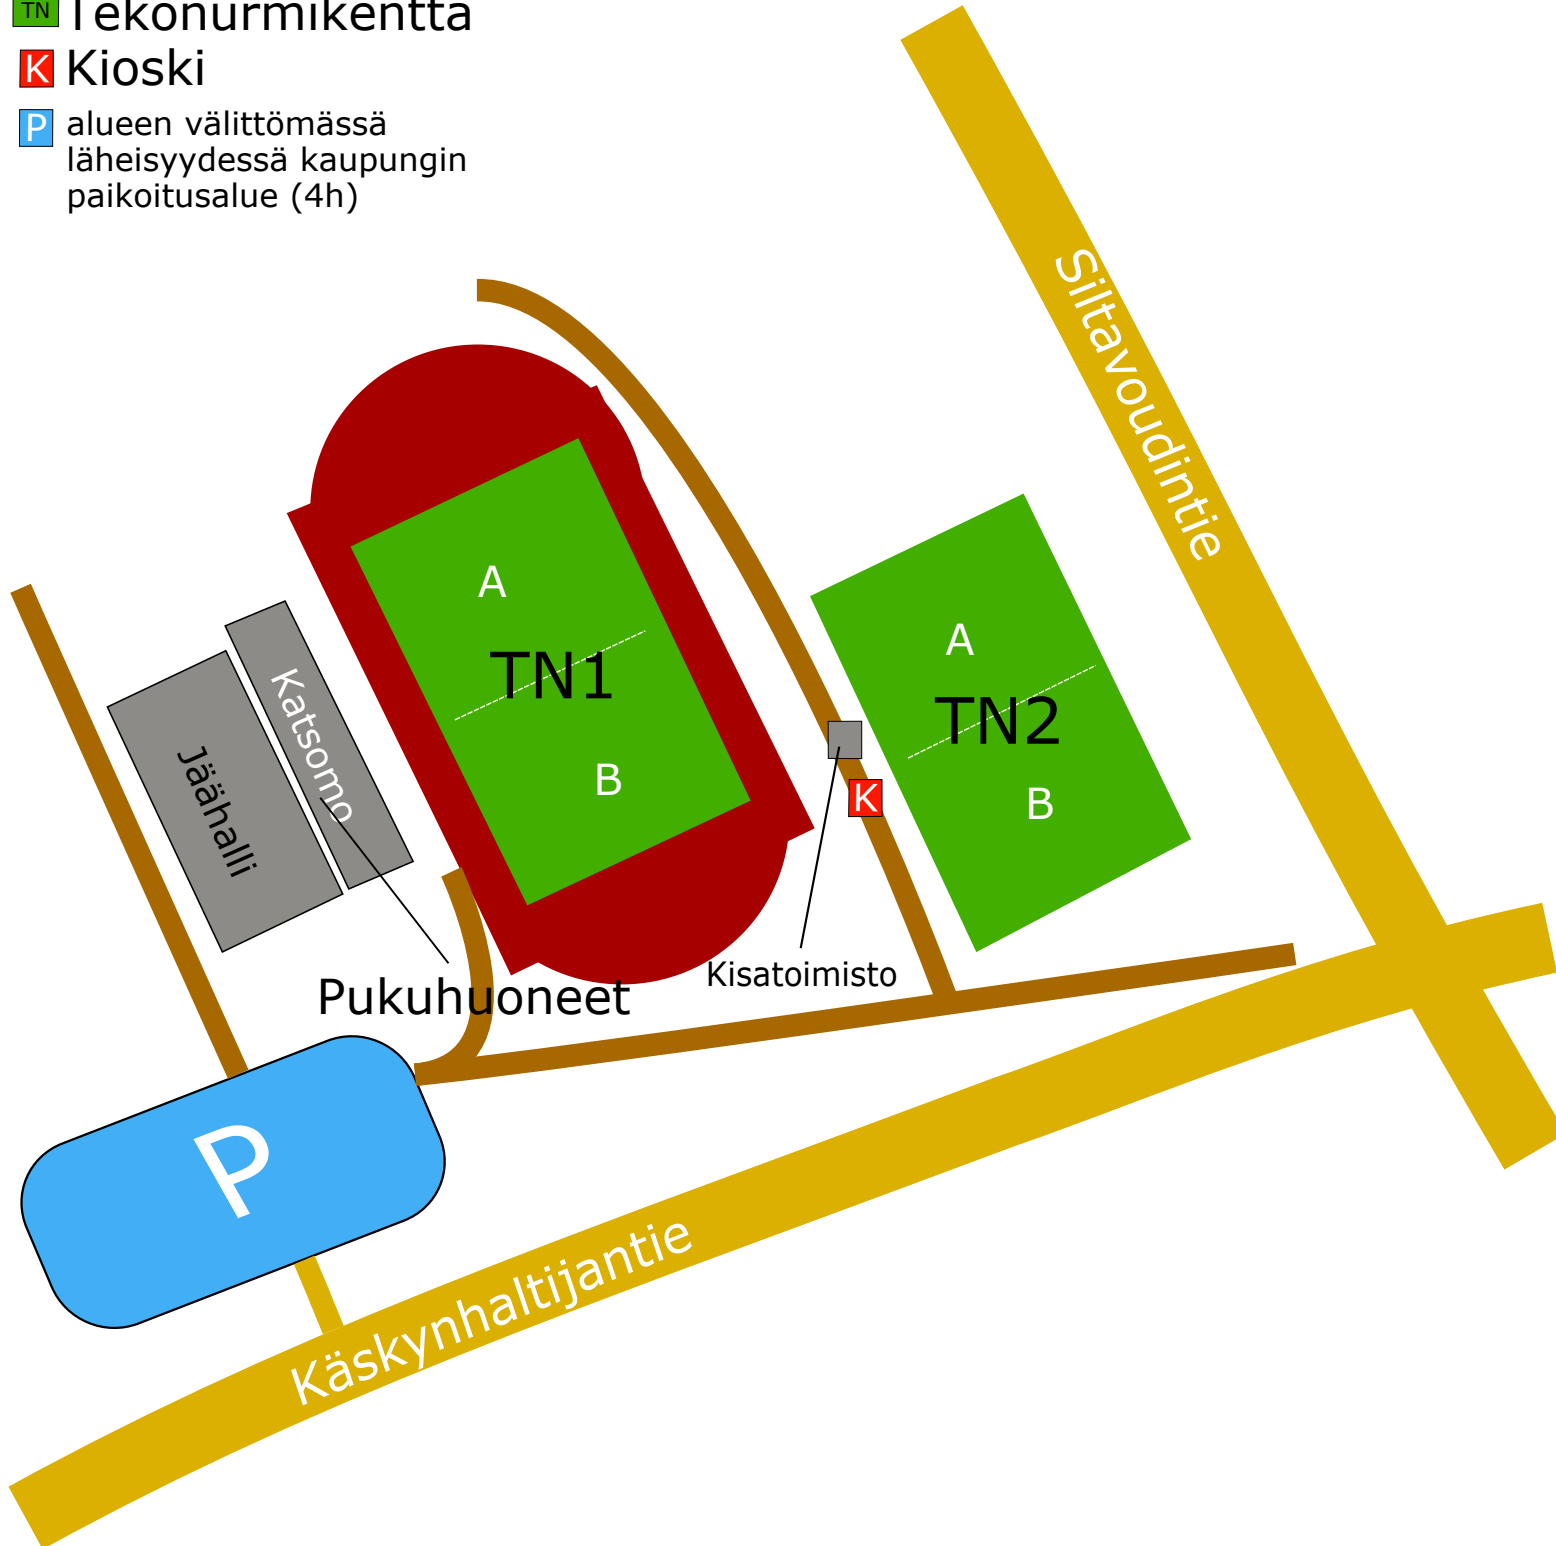 TN Tekonurmikenttä
K Kioski
P alueen välittömässä
läheisyydessä kaupungin
paikoitusalue (4h)
Siltavoudintie
A
TN1
B
A
TN2
B
Katsomo
Jäähalli
K
Kisatoimisto
Pukuhuoneet
P
Käskynhaltijantie